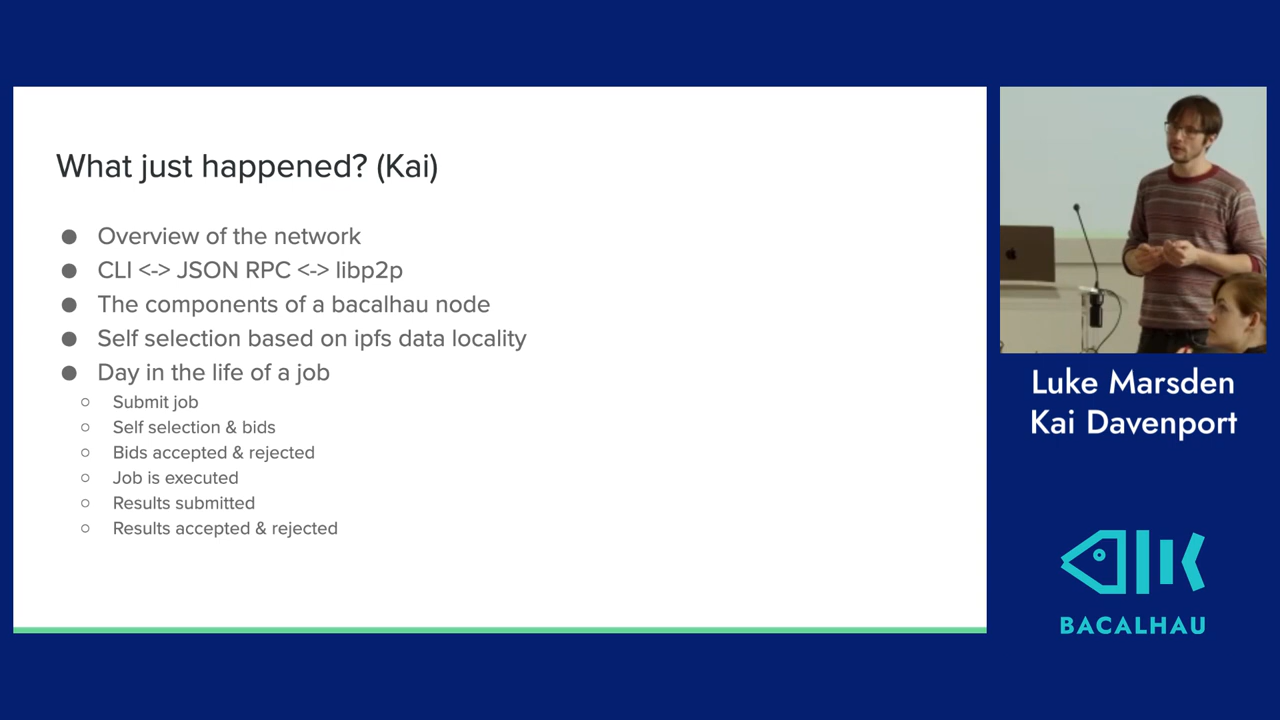 What just happened? (Kai)
● Overview of the network
● CLI <-> JSON RPC <-> libp2p
● The components of a bacalhau node
● Self selection based on ipfs data locality
● Day in the life of a job
○ Submit job
○ Self selection & bids
○ Bids accepted & rejected
○ Job is executed
○ Results submitted
○ Results accepted & rejected
Luke Marsden
Kai Davenport
BACALHAU